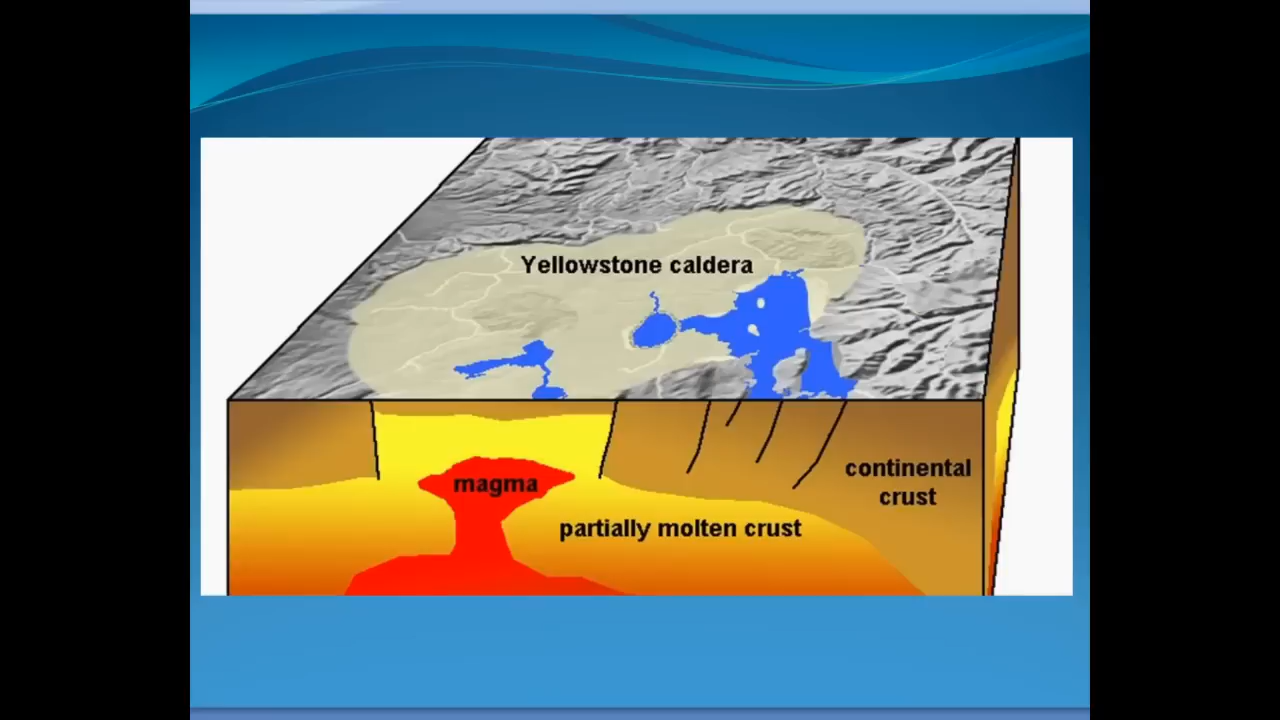 Yellowstone caldera
continental
crust
magma
partially molten crust